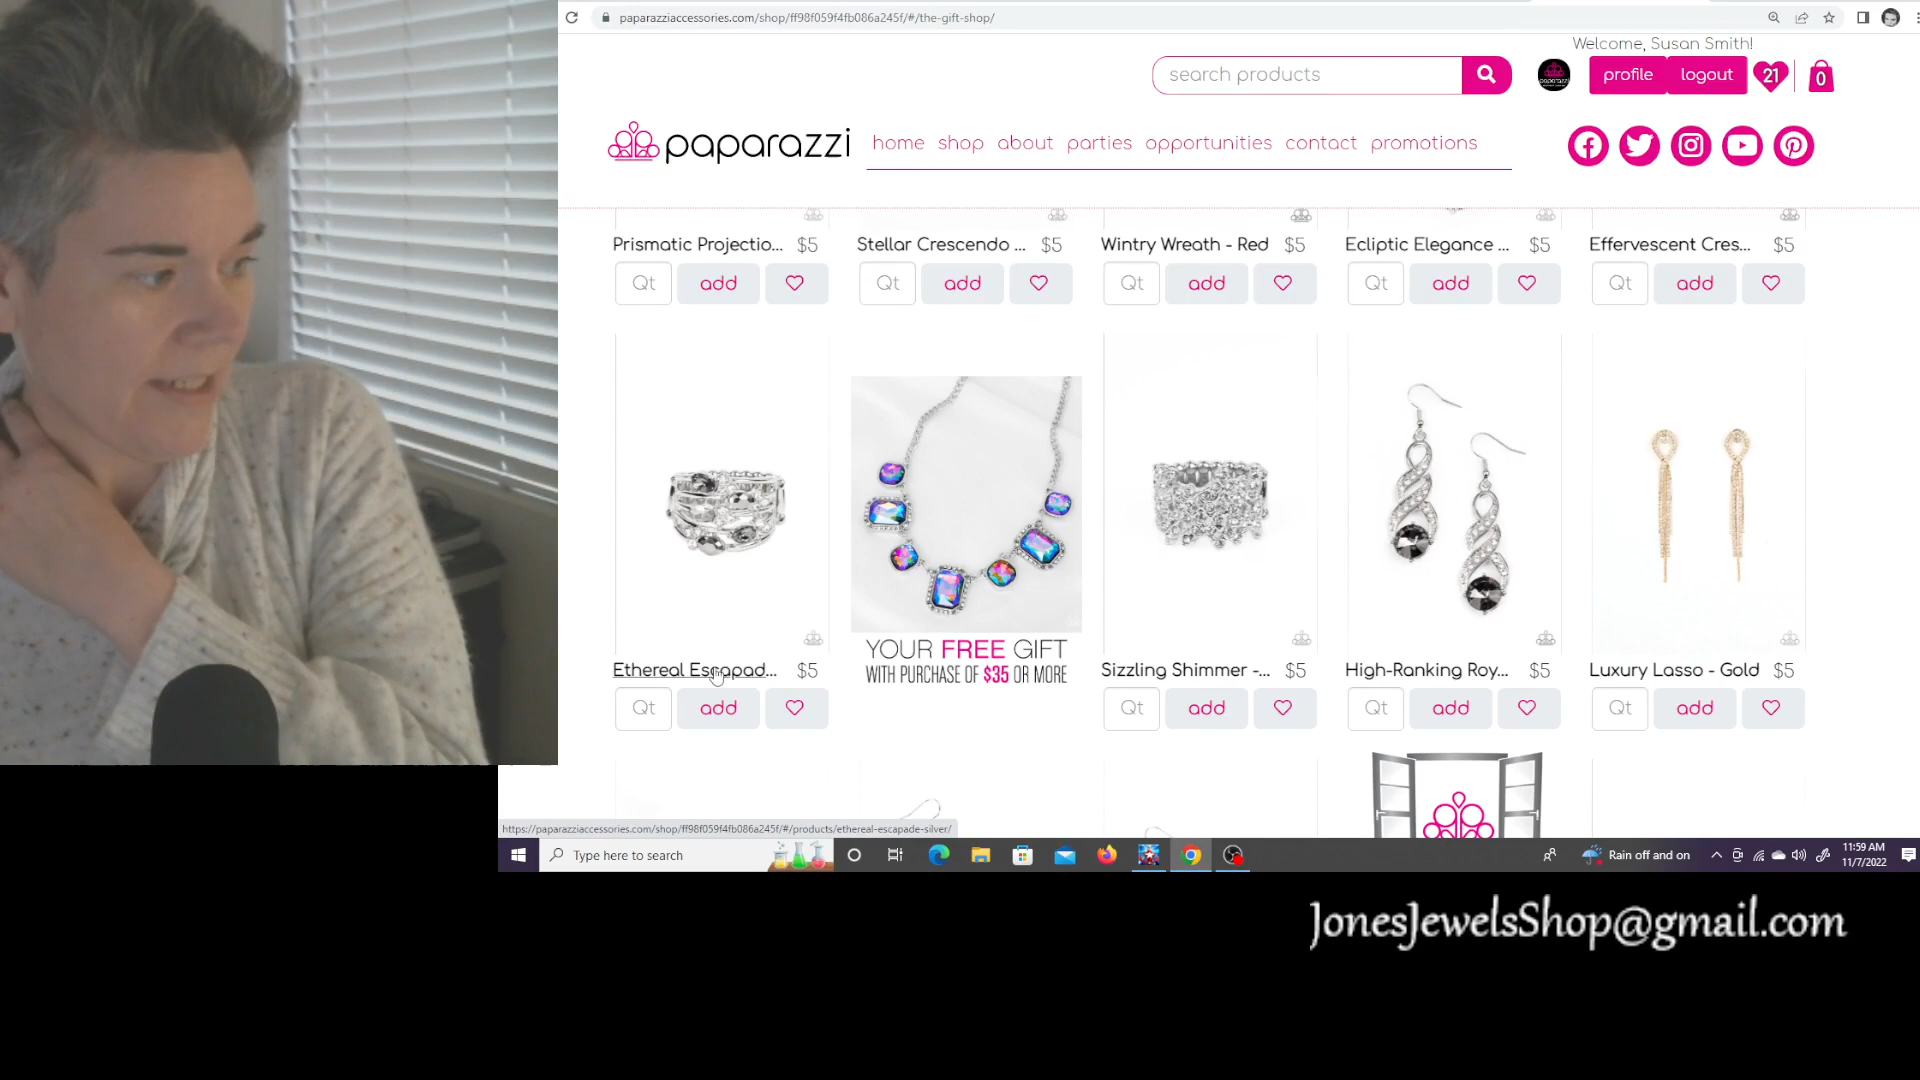 paparazziaccessories.com/shop/ff98f059f4fb086a245f/#/the-gift-shop/
Welcome, Susan Smith!
search products
profile
logout
21
0
paparazzi
home shop about parties opportunities contact promotions
Prismatic Projectio... $5
Stellar Crescendo ... $5
Wintry Wreath - Red $5
Ecliptic Elegance ... $5
Effervescent Cres... $5
Qt add
Qt add
Qt add
Qt add
Qt add
YOUR FREE GIFT
WITH PURCHASE OF $35 OR MORE
Ethereal Escapad... $5
Sizzling Shimmer -... $5
High-Ranking Roy... $5
Luxury Lasso - Gold $5
Qt add
Qt add
Qt add
Qt add
https://paparazziaccessories.com/shop/ff98f059f4fb086a245f/#/products/ethereal-escapade-silver/
Type here to search
Rain off and on
11:59 AM
11/7/2022
JonesJewelsShop@gmail.com